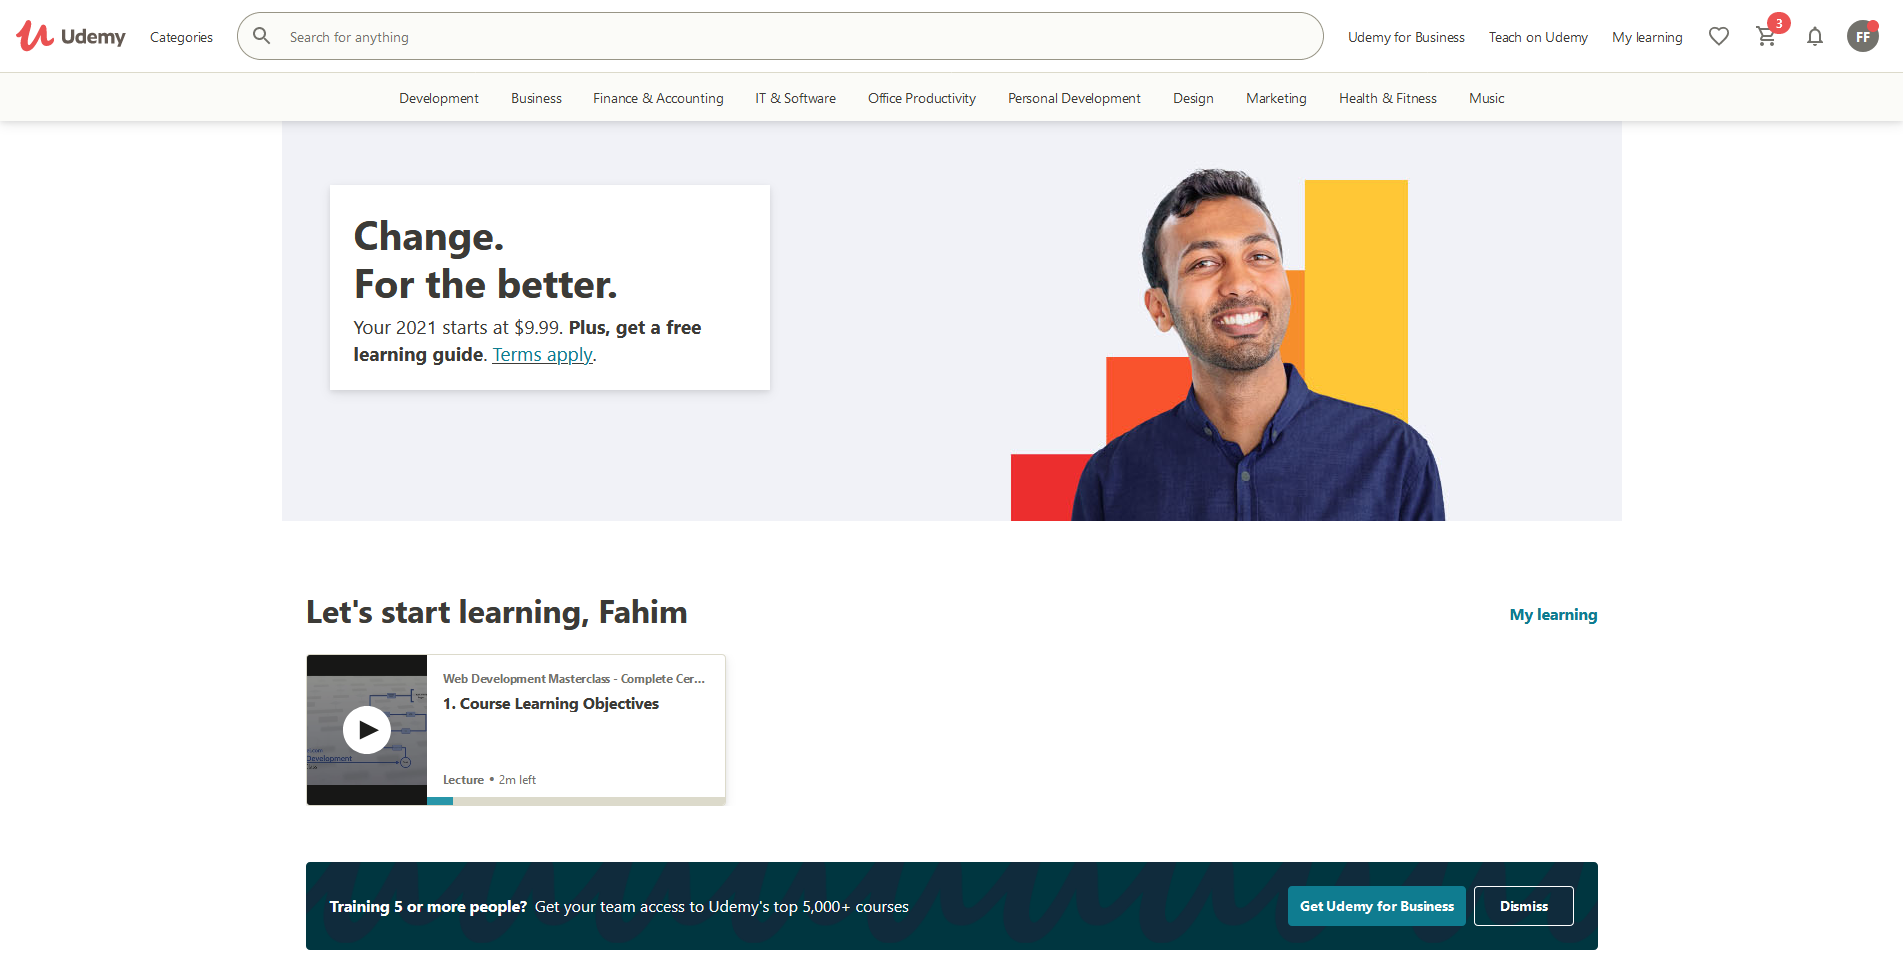 Udemy
Categories
Search for anything
Udemy for Business
Teach on Udemy
My learning
3
FF
Development
Business
Finance & Accounting
IT & Software
Office Productivity
Personal Development
Design
Marketing
Health & Fitness
Music
Change.
For the better.
Your 2021 starts at $9.99. Plus, get a free
learning guide. Terms apply.
Let's start learning, Fahim
My learning
Development
Web Development Masterclass - Complete Cer...
1. Course Learning Objectives
Lecture • 2m left
Training 5 or more people? Get your team access to Udemy's top 5,000+ courses
Get Udemy for Business
Dismiss